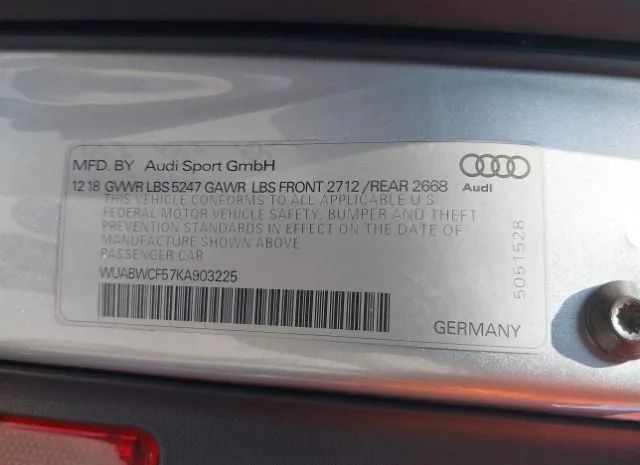 MFD. BY Audi Sport GmbH
12 18 GVWR LBS 5247 GAWR LBS FRONT 2712 /REAR 2668
THIS VEHICLE CONFORMS TO ALL APPLICABLE U S
FEDERAL MOTOR VEHICLE SAFETY, BUMPER AND THEFT
PREVENTION STANDARDS IN EFFECT ON THE DATE OF
MANUFACTURE SHOWN ABOVE
PASSENGER CAR
WUABWCF57KA903225
Audi
5051528
GERMANY